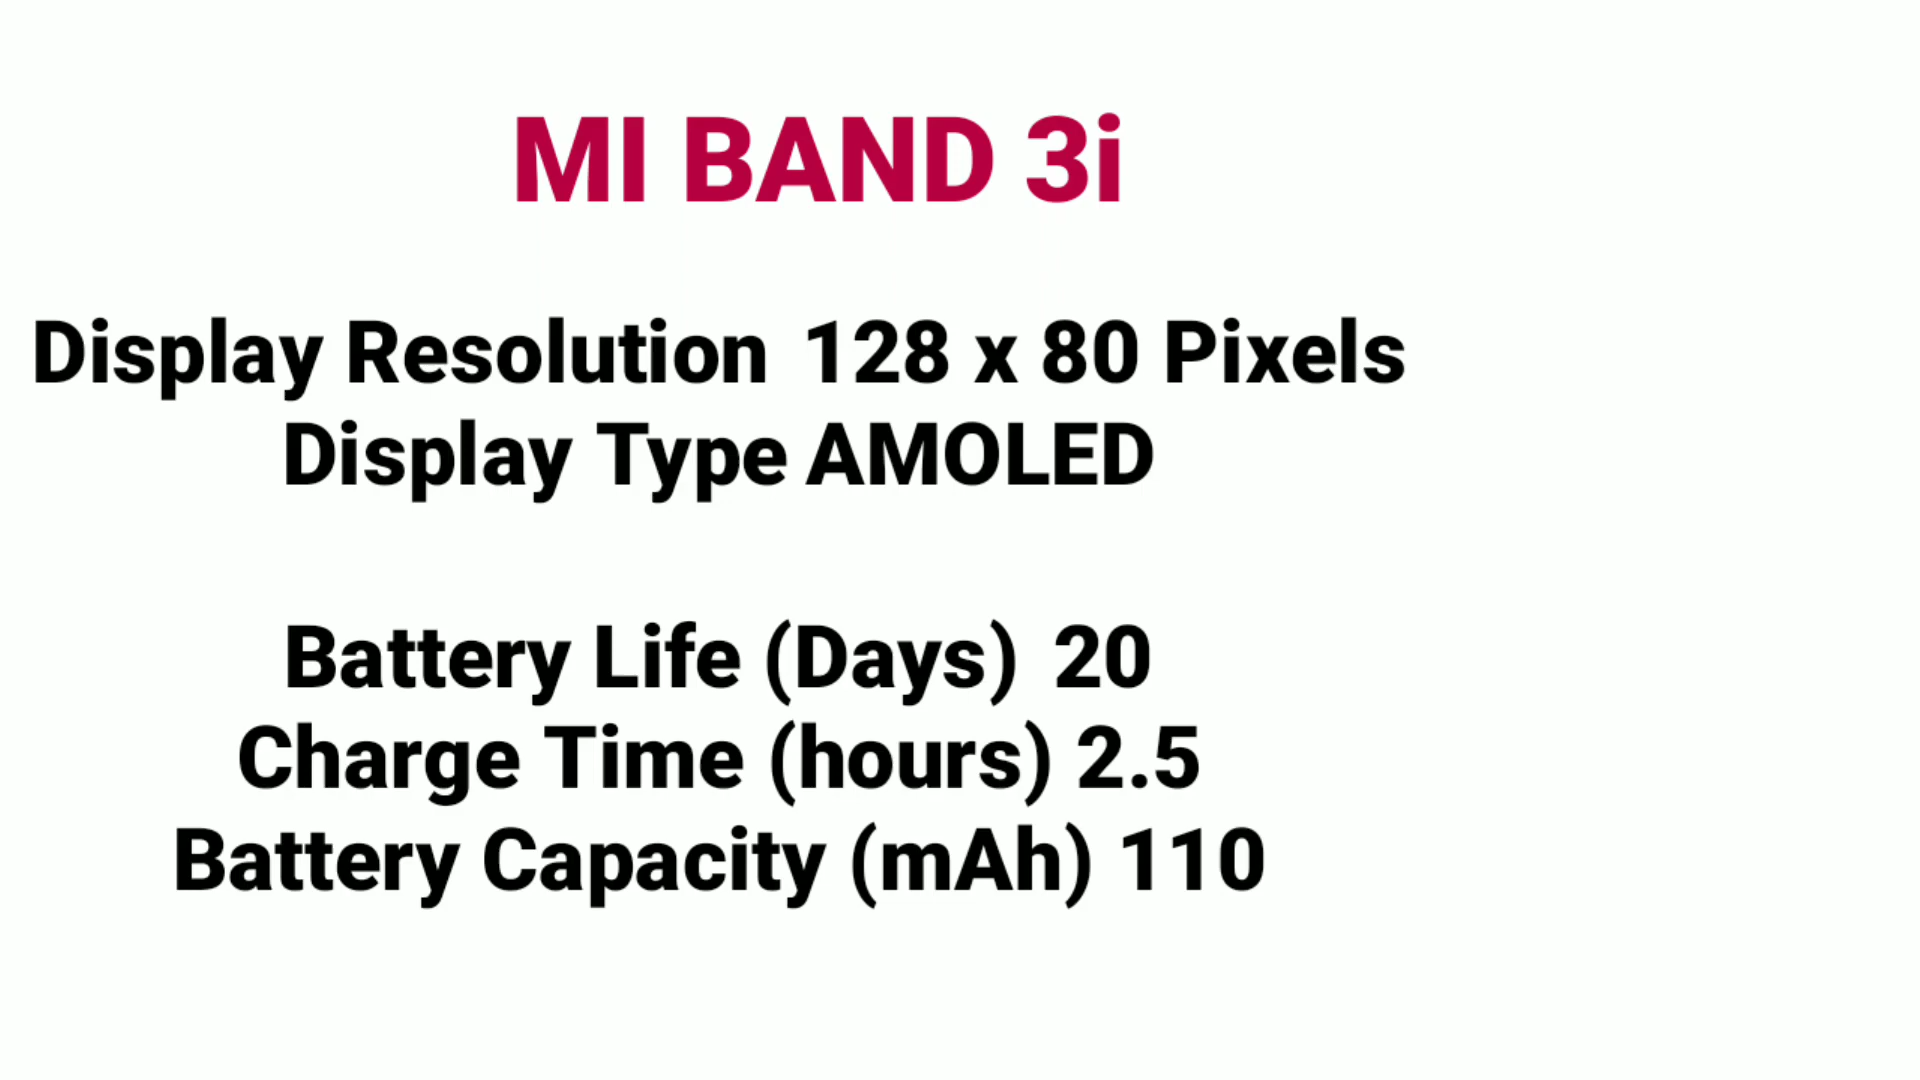 MI BAND 3i
Display Resolution 128 x 80 Pixels
Display Type AMOLED
Battery Life (Days) 20
Charge Time (hours) 2.5
Battery Capacity (mAh) 110